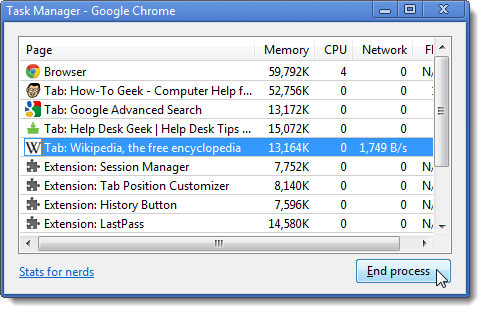 Task Manager - Google Chrome
Page Memory CPU Network
Browser 59,792K 4 0 N/
Tab: How-To Geek - Computer Help f... 52,756K 0 0
Tab: Google Advanced Search 13,172K 0 0 N/
Tab: Help Desk Geek | Help Desk Tips ... 15,072K 0 0 N/
Tab: Wikipedia, the free encyclopedia 13,164K 0 1,749 B/s
Extension: Session Manager 7,752K 0 0 N/
Extension: Tab Position Customizer 8,140K 0 0 N/
Extension: History Button 7,596K 0 0 N/
Extension: LastPass 14,580K 0 0 N/
Stats for nerds
End process